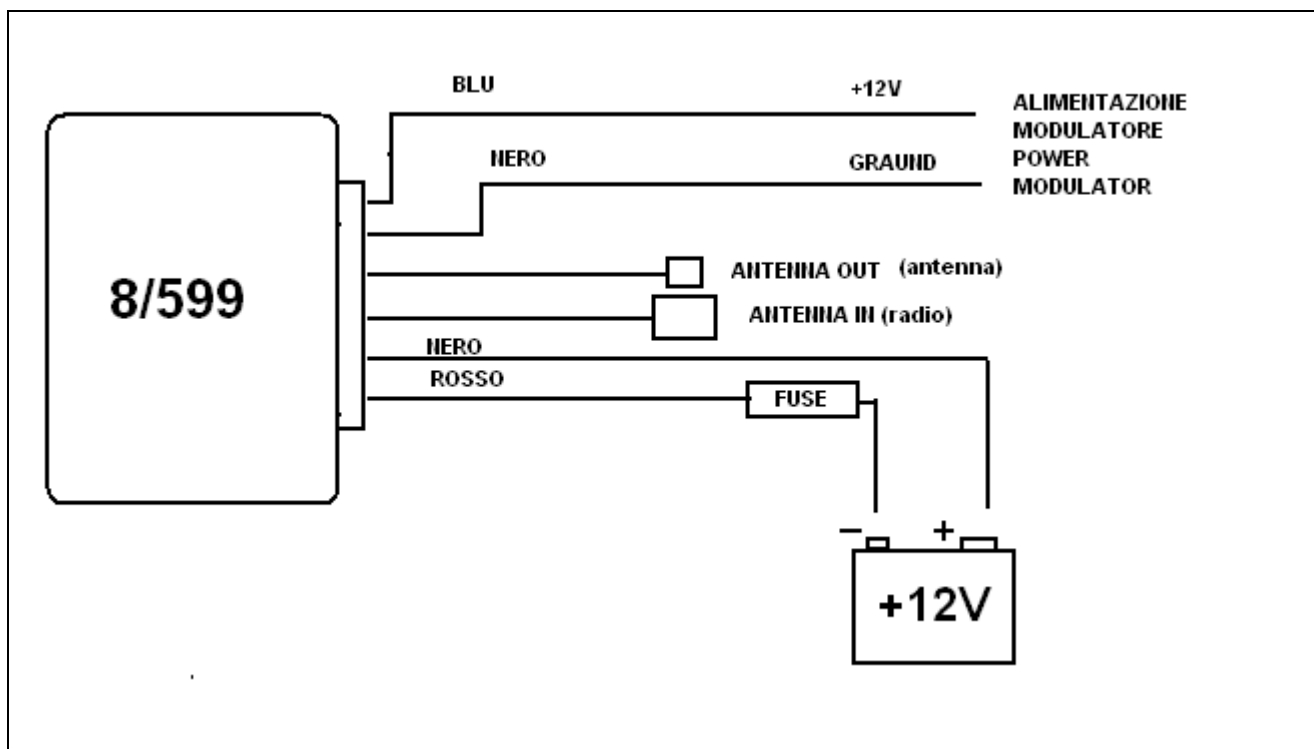 BLU
+12V
ALIMENTAZIONE
MODULATORE
POWER
MODULATOR
NERO
GRAUND
8/599
ANTENNA OUT (antenna)
ANTENNA IN (radio)
NERO
ROSSO
FUSE
− +
+12V